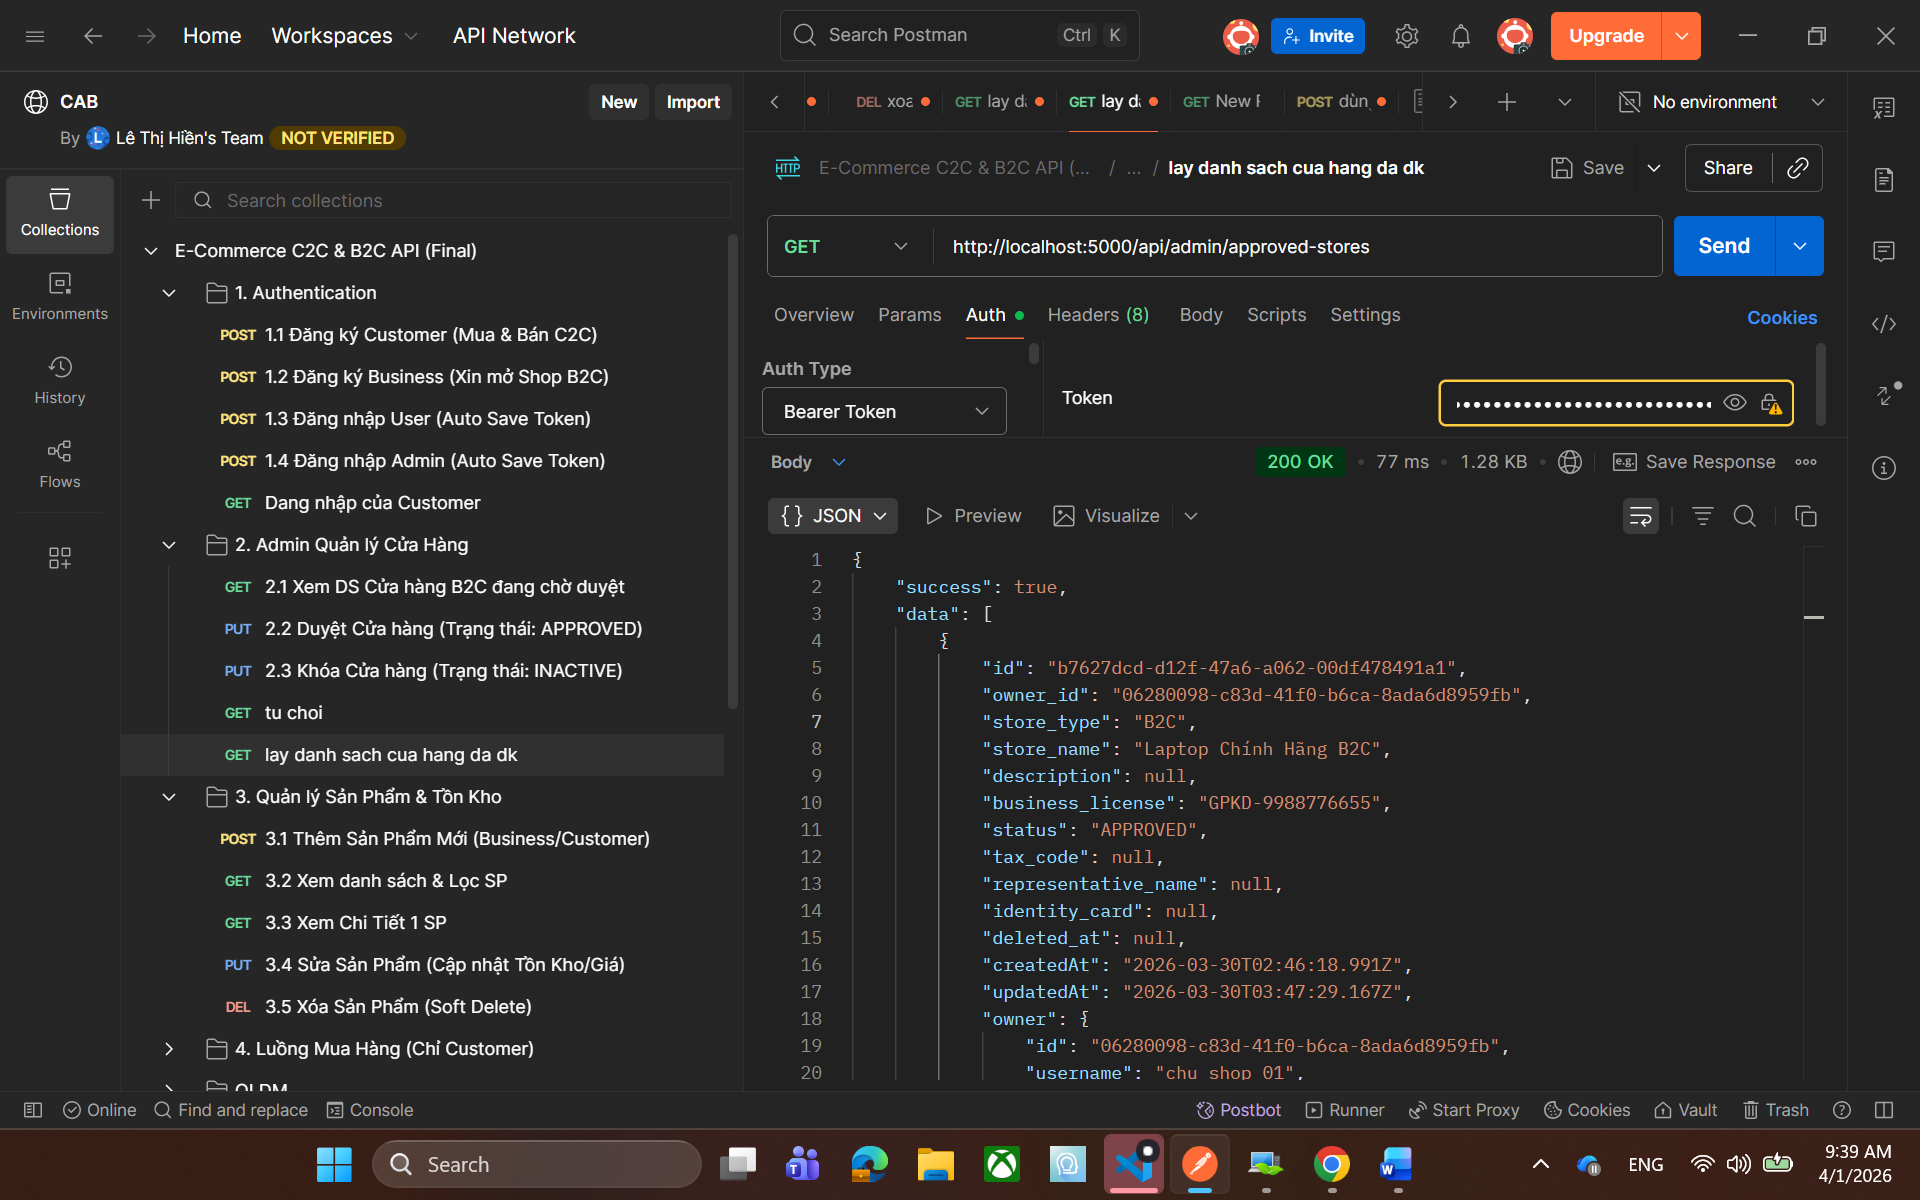 Home
Workspaces
API Network
Search Postman
Ctrl K
Invite
Upgrade
CAB
New
Import
By L Lê Thị Hiền's Team NOT VERIFIED
Collections
Environments
History
Flows
Search collections
E-Commerce C2C & B2C API (Final)
1. Authentication
POST 1.1 Đăng ký Customer (Mua & Bán C2C)
POST 1.2 Đăng ký Business (Xin mở Shop B2C)
POST 1.3 Đăng nhập User (Auto Save Token)
POST 1.4 Đăng nhập Admin (Auto Save Token)
GET Dang nhập của Customer
2. Admin Quản lý Cửa Hàng
GET 2.1 Xem DS Cửa hàng B2C đang chờ duyệt
PUT 2.2 Duyệt Cửa hàng (Trạng thái: APPROVED)
PUT 2.3 Khóa Cửa hàng (Trạng thái: INACTIVE)
GET tu choi
GET lay danh sach cua hang da dk
3. Quản lý Sản Phẩm & Tồn Kho
POST 3.1 Thêm Sản Phẩm Mới (Business/Customer)
GET 3.2 Xem danh sách & Lọc SP
GET 3.3 Xem Chi Tiết 1 SP
PUT 3.4 Sửa Sản Phẩm (Cập nhật Tồn Kho/Giá)
DEL 3.5 Xóa Sản Phẩm (Soft Delete)
4. Luồng Mua Hàng (Chỉ Customer)
QLDM
DEL xoa
GET lay d
GET lay d
GET New
POST dùn
No environment
HTTP E-Commerce C2C & B2C API (... / ... / lay danh sach cua hang da dk
Save
Share
GET http://localhost:5000/api/admin/approved-stores
Send
Overview Params Auth Headers (8) Body Scripts Settings
Cookies
Auth Type
Bearer Token
Token
Body
200 OK • 77 ms • 1.28 KB
e.g. Save Response
{} JSON
Preview
Visualize
1 {
2 "success": true,
3 "data": [
4 {
5 "id": "b7627dcd-d12f-47a6-a062-00df478491a1",
6 "owner_id": "06280098-c83d-41f0-b6ca-8ada6d8959fb",
7 "store_type": "B2C",
8 "store_name": "Laptop Chính Hãng B2C",
9 "description": null,
10 "business_license": "GPKD-9988776655",
11 "status": "APPROVED",
12 "tax_code": null,
13 "representative_name": null,
14 "identity_card": null,
15 "deleted_at": null,
16 "createdAt": "2026-03-30T02:46:18.991Z",
17 "updatedAt": "2026-03-30T03:47:29.167Z",
18 "owner": {
19 "id": "06280098-c83d-41f0-b6ca-8ada6d8959fb",
20 "username": "chu_shop_01",
Online
Find and replace
Console
Postbot
Runner
Start Proxy
Cookies
Vault
Trash
Search
ENG
9:39 AM
4/1/2026